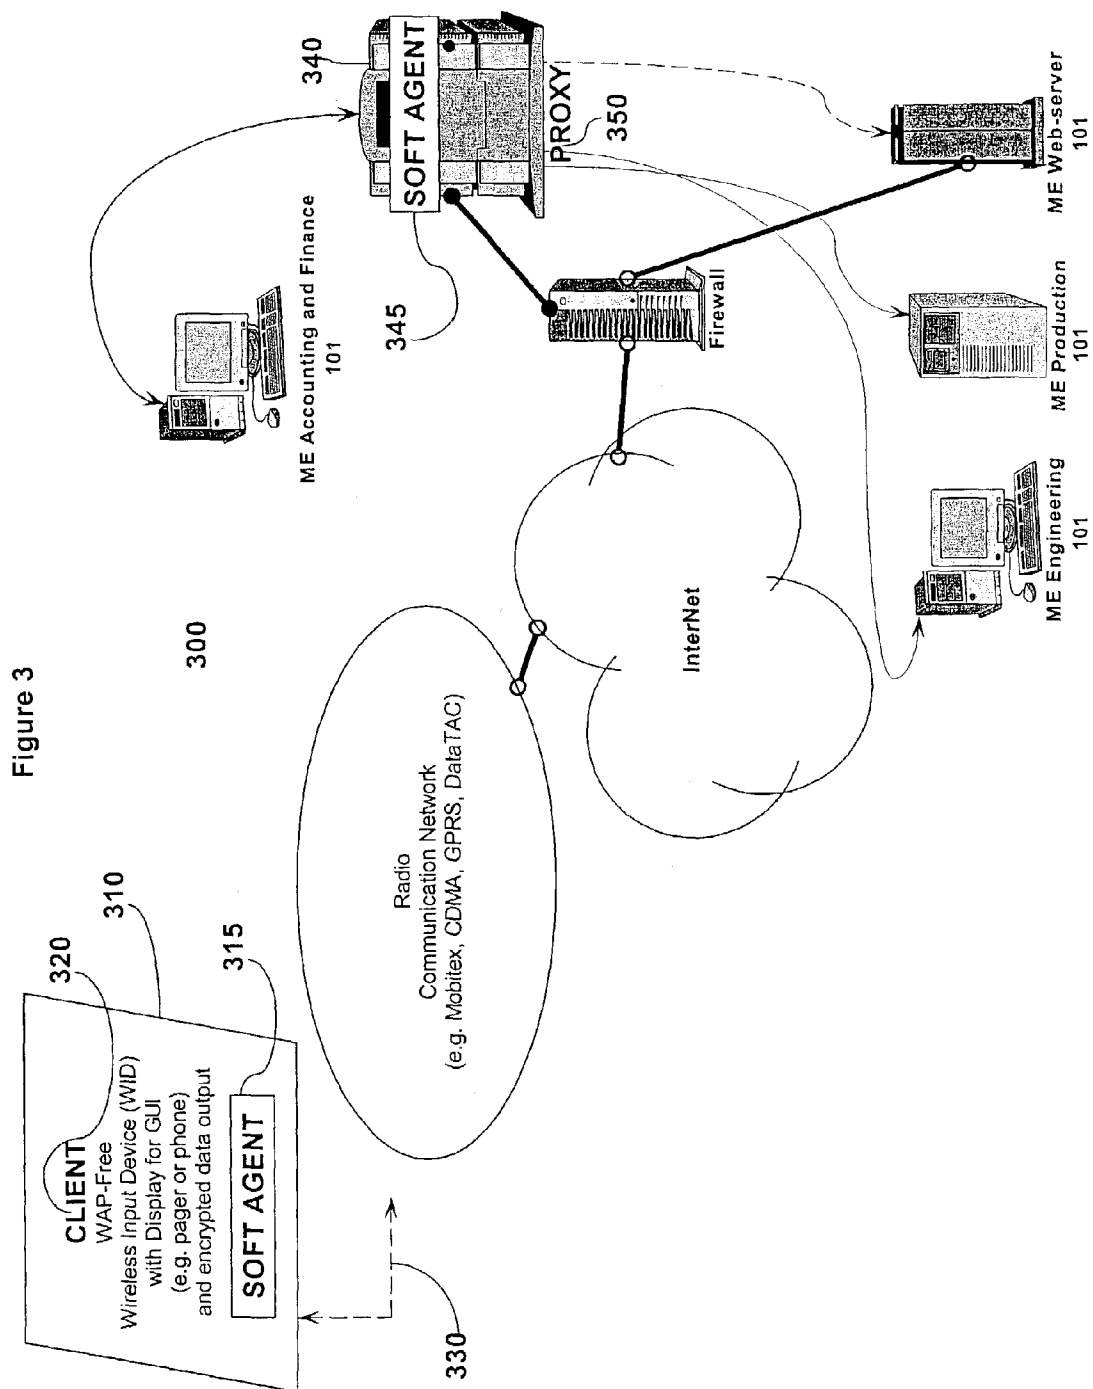 Figure 3
300
310
320
CLIENT
WAP-Free
Wireless Input Device (WID)
with Display for GUI
(e.g. pager or phone)
and encrypted data output
SOFT AGENT
315
330
Radio
Communication Network
(e.g. Mobitex, CDMA, GPRS, DataTAC)
InterNet
ME Accounting and Finance
101
340
SOFT AGENT
345
PROXY
350
Firewall
ME Engineering
101
ME Production
101
ME Web-server
101